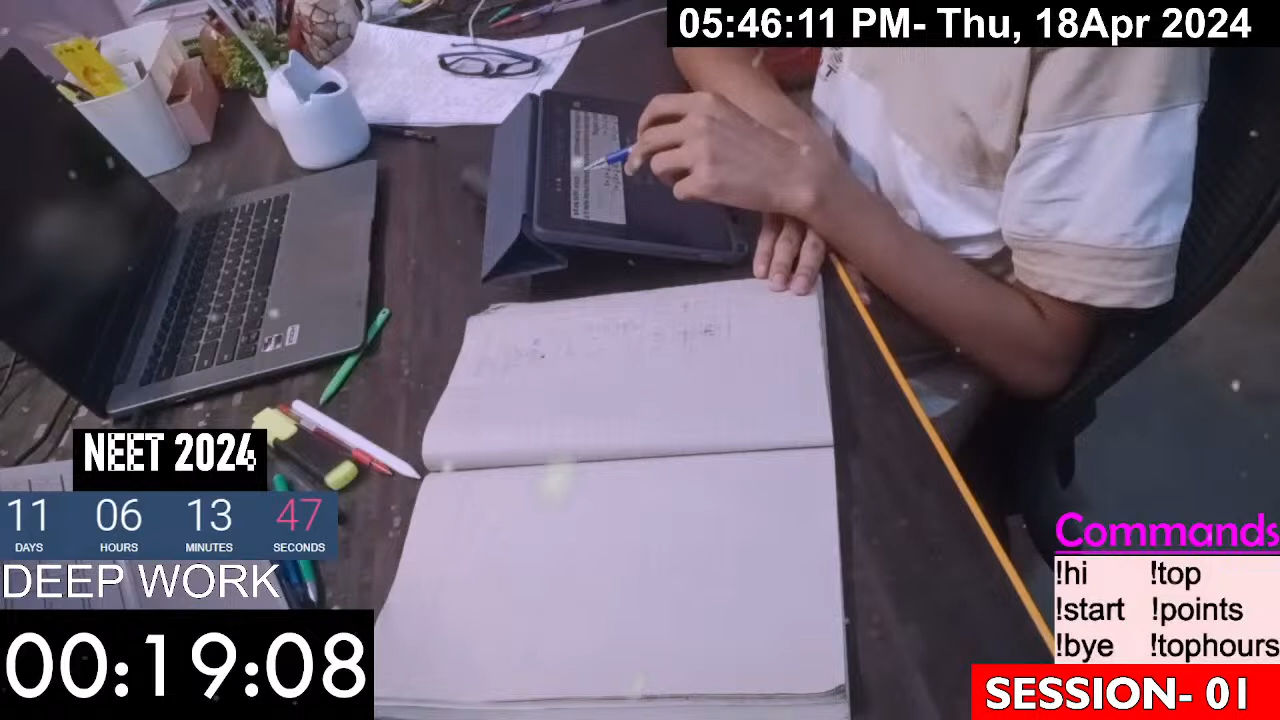 05:46:11 PM- Thu, 18Apr 2024
NEET 2024
11 06 13 47
DAYS HOURS MINUTES SECONDS
DEEP WORK
00:19:08
Commands
!hi !top
!start !points
!bye !tophours
SESSION- 01